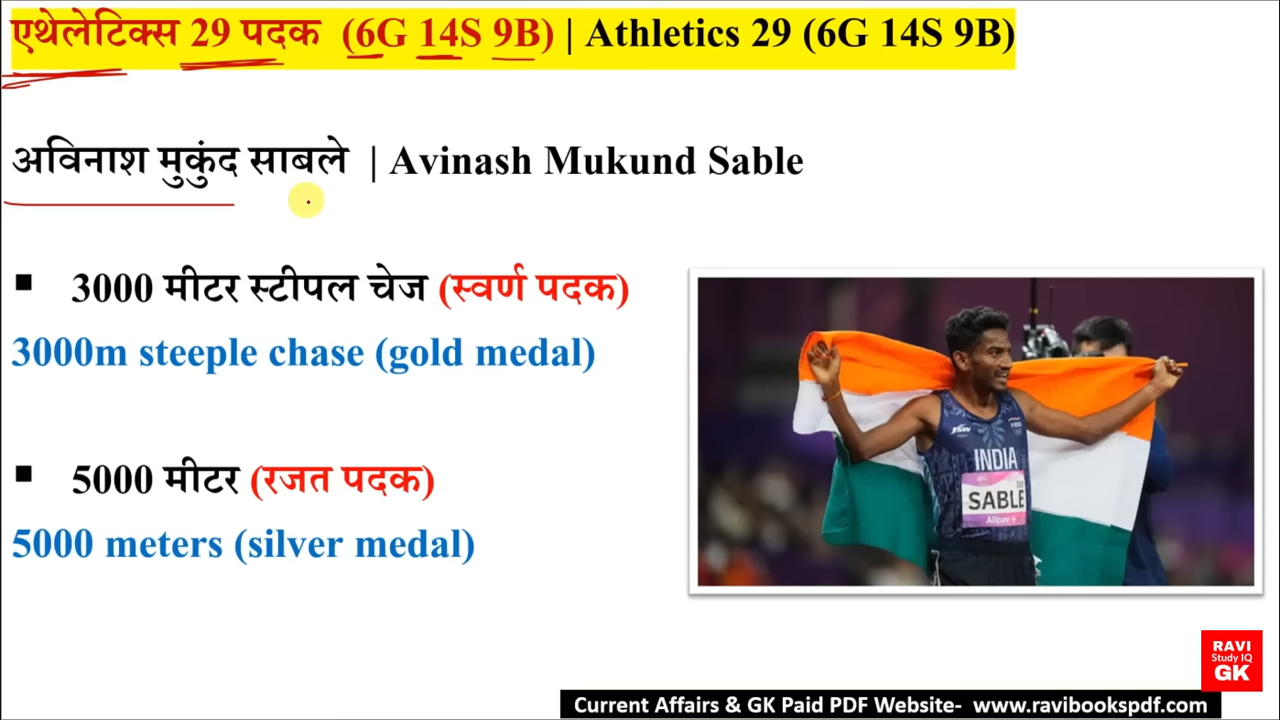 एथेलेटिक्स 29 पदक (6G 14S 9B) | Athletics 29 (6G 14S 9B)
अविनाश मुकुंद साबले | Avinash Mukund Sable
▪ 3000 मीटर स्टीपल चेज (स्वर्ण पदक)
3000m steeple chase (gold medal)
▪ 5000 मीटर (रजत पदक)
5000 meters (silver medal)
JSW
INDIA
SABLE
Alipay
RAVI
Study IQ
GK
Current Affairs & GK Paid PDF Website- www.ravibookspdf.com